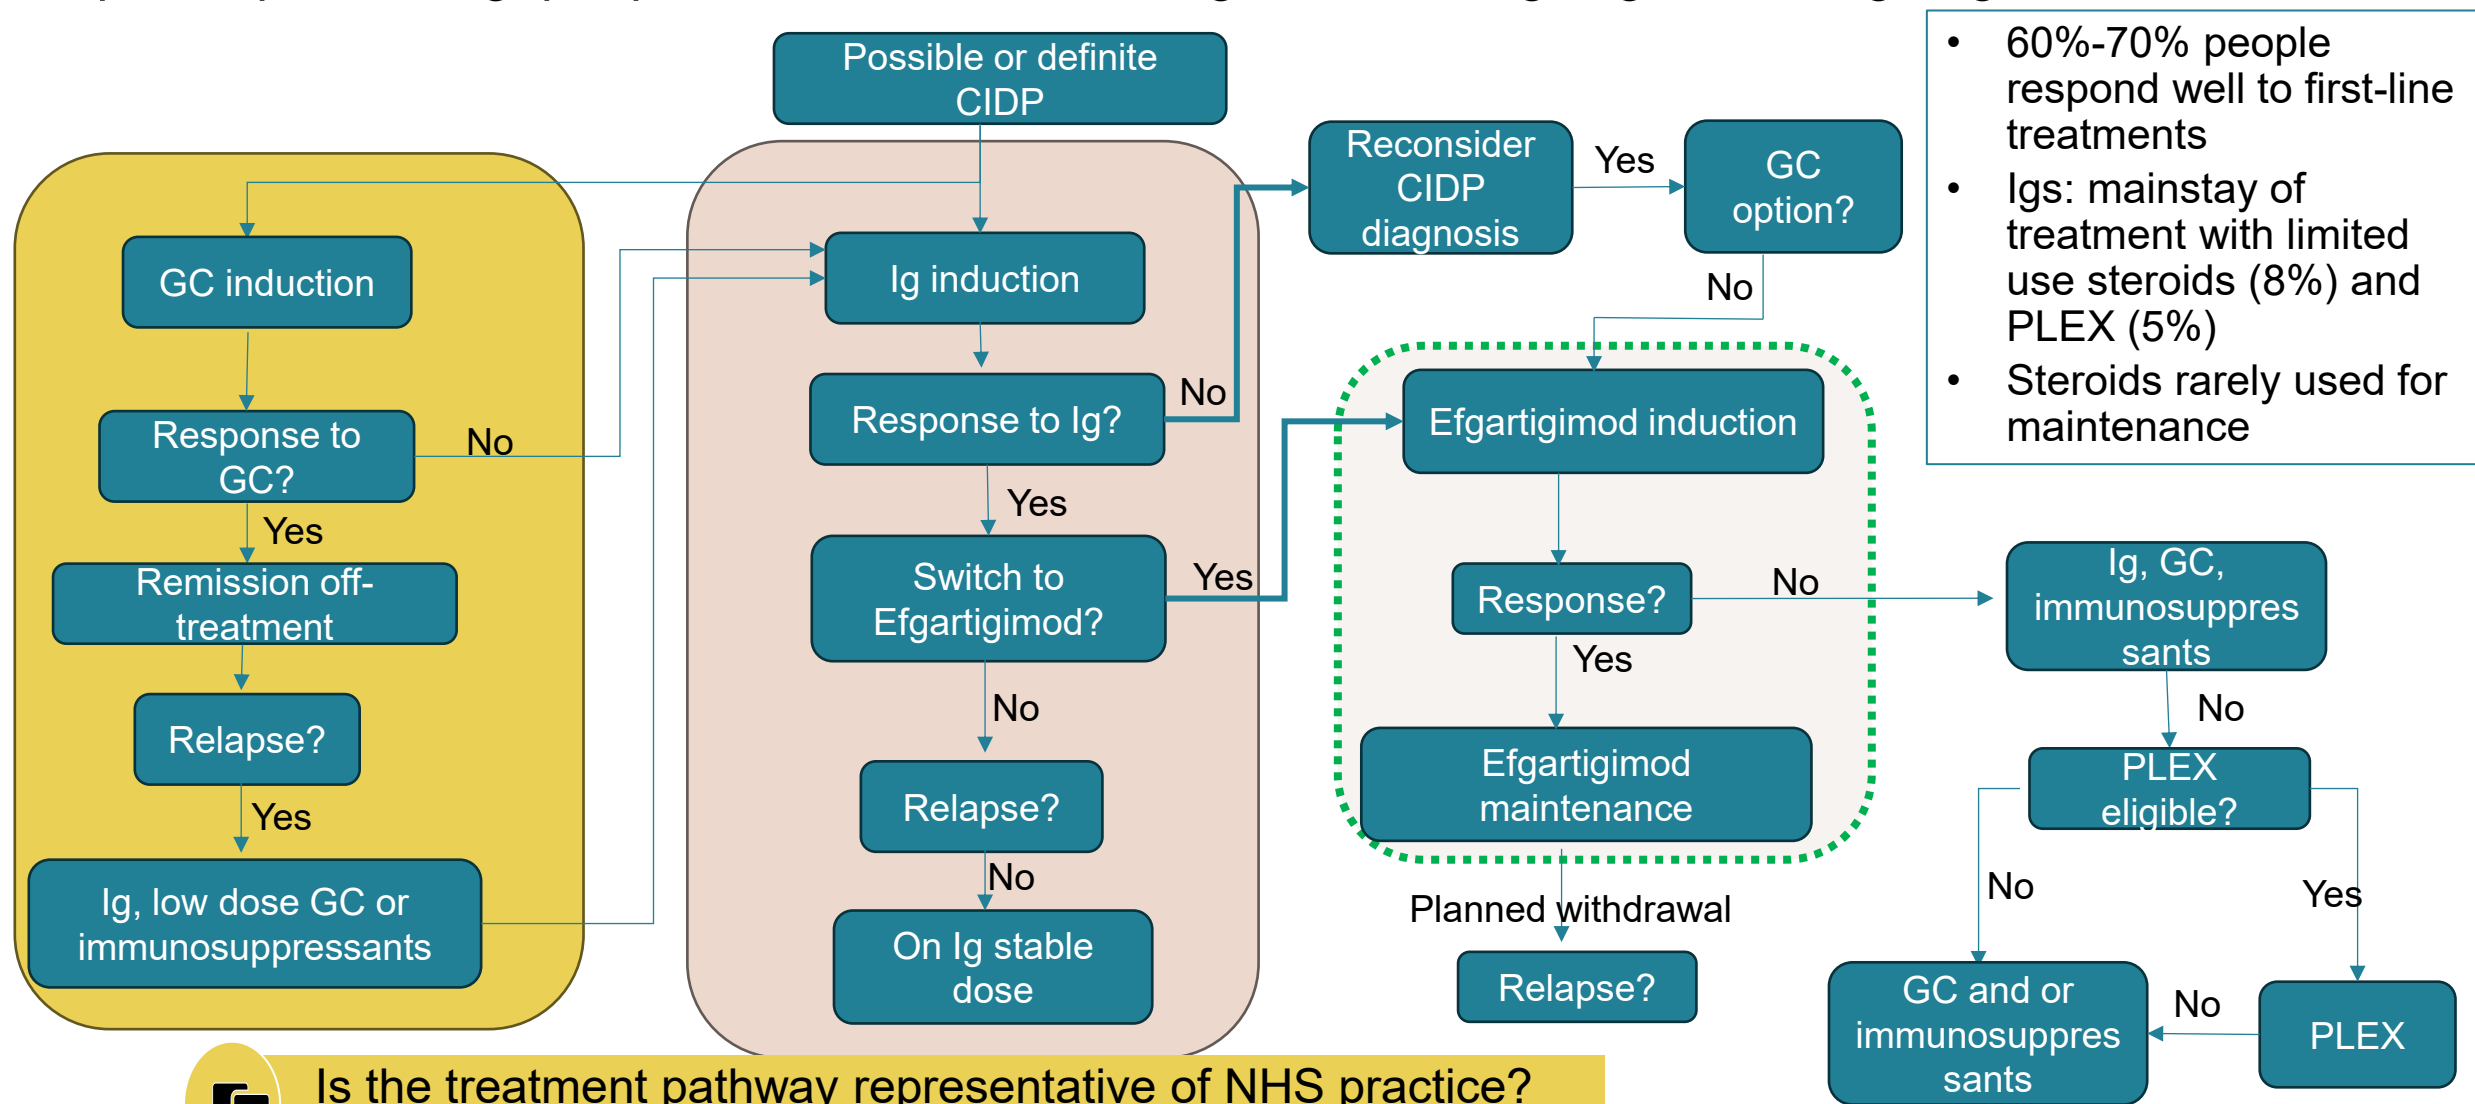 Possible or definite
CIDP
GC induction
Response to
GC?
No
Yes
Remission off-
treatment
Relapse?
Yes
Ig, low dose GC or
immunosuppressants
Ig induction
Response to Ig?
No
Yes
Switch to
Efgartigimod?
Yes
No
Relapse?
No
On Ig stable
dose
Reconsider
CIDP
diagnosis
Yes
GC
option?
No
Efgartigimod induction
Response?
No
Yes
Efgartigimod
maintenance
Planned withdrawal
Relapse?
• 60%-70% people
respond well to first-line
treatments
• Igs: mainstay of
treatment with limited
use steroids (8%) and
PLEX (5%)
• Steroids rarely used for
maintenance
Ig, GC,
immunosuppres
sants
No
PLEX
eligible?
No
Yes
GC and or
immunosuppres
sants
No
PLEX
Is the treatment pathway representative of NHS practice?